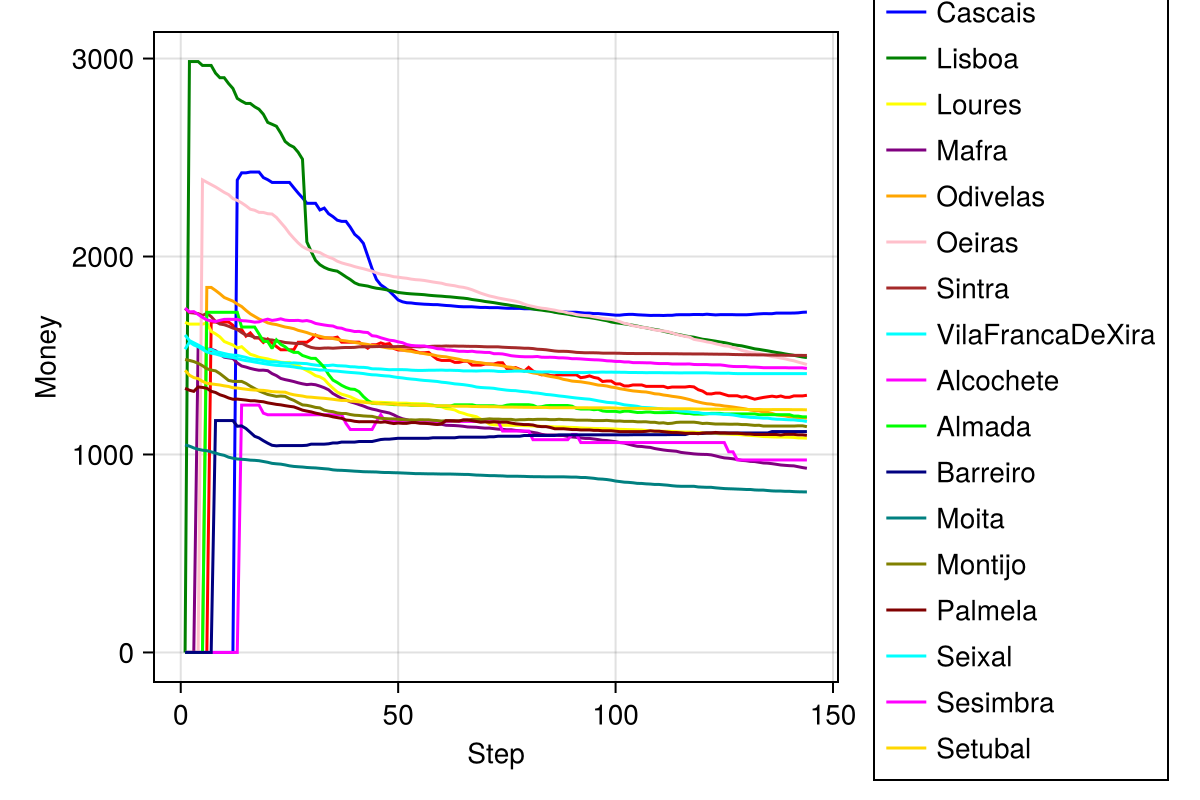 3000
2000
1000
0
Money
0 50 100 150
Step
Cascais
Lisboa
Loures
Mafra
Odivelas
Oeiras
Sintra
VilaFrancaDeXira
Alcochete
Almada
Barreiro
Moita
Montijo
Palmela
Seixal
Sesimbra
Setubal